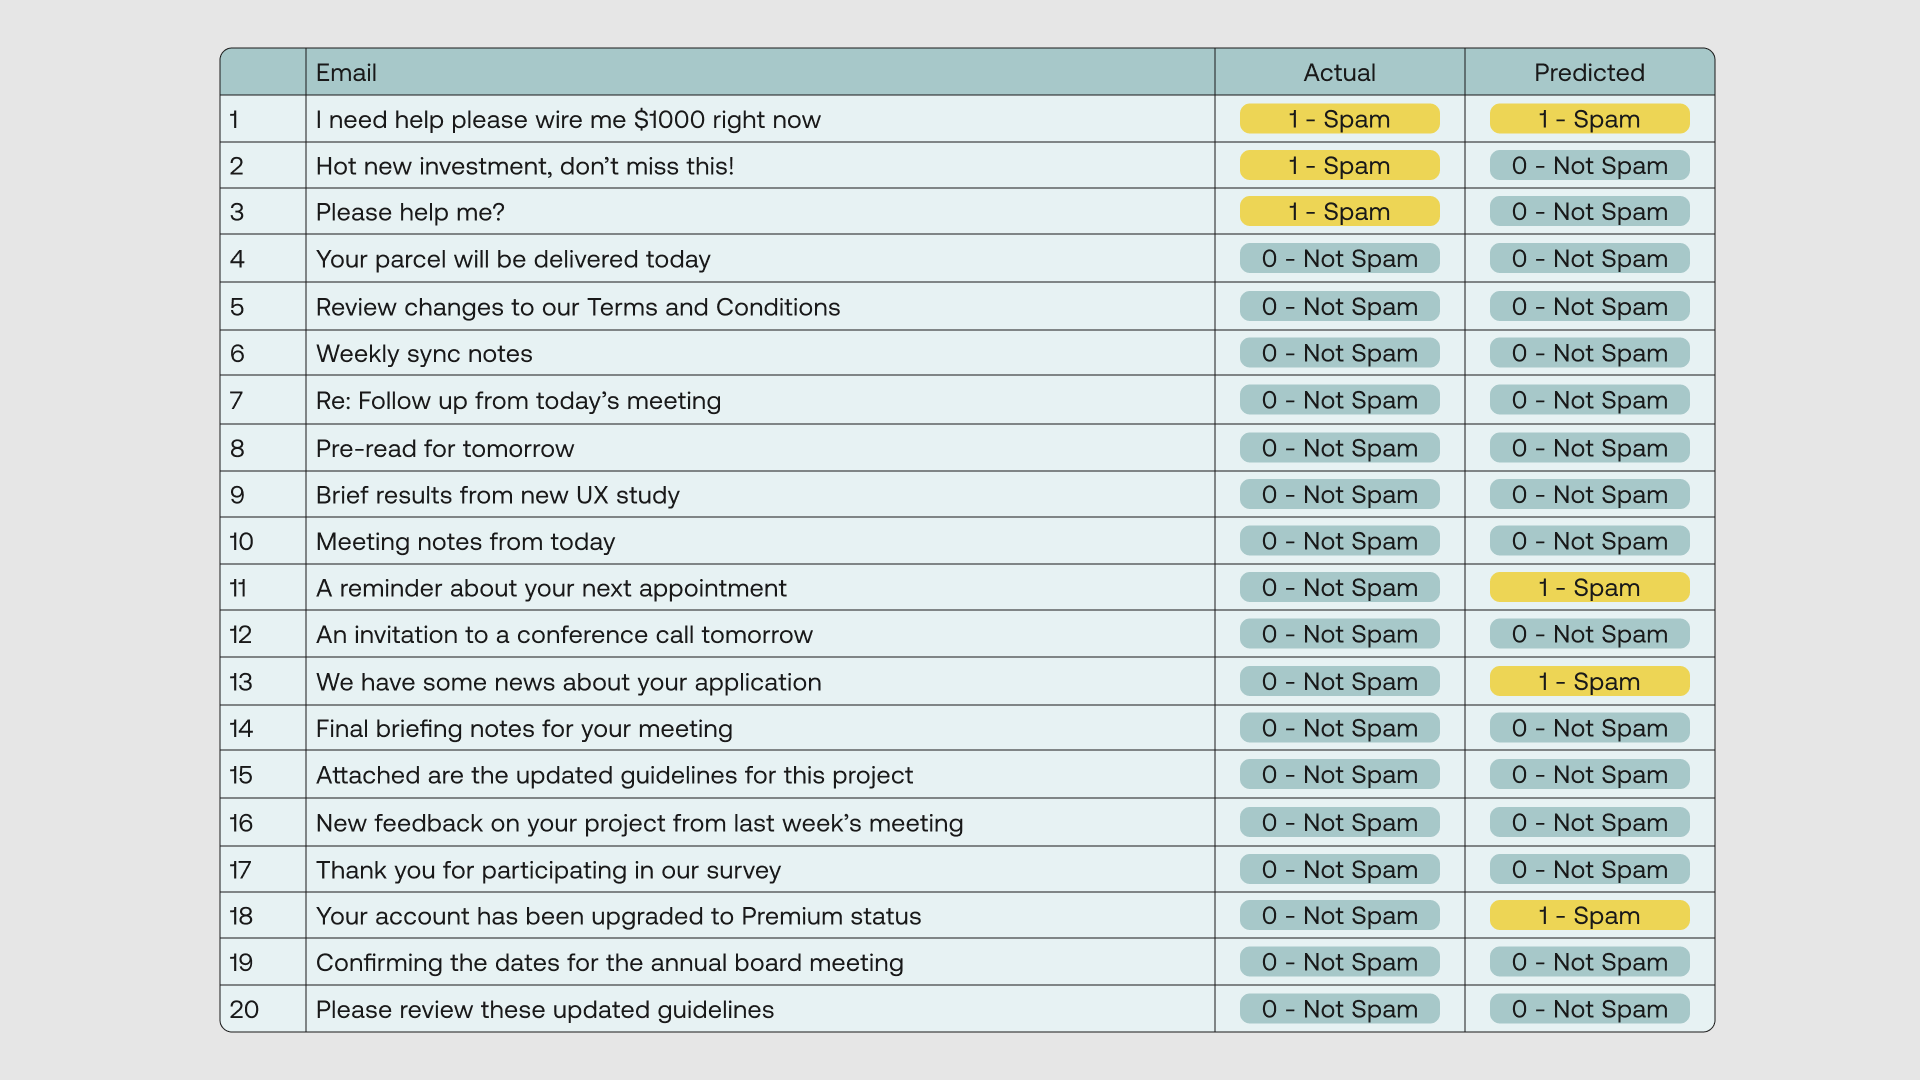 Email Actual Predicted
1 I need help please wire me $1000 right now 1 - Spam 1 - Spam
2 Hot new investment, don’t miss this! 1 - Spam 0 - Not Spam
3 Please help me? 1 - Spam 0 - Not Spam
4 Your parcel will be delivered today 0 - Not Spam 0 - Not Spam
5 Review changes to our Terms and Conditions 0 - Not Spam 0 - Not Spam
6 Weekly sync notes 0 - Not Spam 0 - Not Spam
7 Re: Follow up from today’s meeting 0 - Not Spam 0 - Not Spam
8 Pre-read for tomorrow 0 - Not Spam 0 - Not Spam
9 Brief results from new UX study 0 - Not Spam 0 - Not Spam
10 Meeting notes from today 0 - Not Spam 0 - Not Spam
11 A reminder about your next appointment 0 - Not Spam 1 - Spam
12 An invitation to a conference call tomorrow 0 - Not Spam 0 - Not Spam
13 We have some news about your application 0 - Not Spam 1 - Spam
14 Final briefing notes for your meeting 0 - Not Spam 0 - Not Spam
15 Attached are the updated guidelines for this project 0 - Not Spam 0 - Not Spam
16 New feedback on your project from last week’s meeting 0 - Not Spam 0 - Not Spam
17 Thank you for participating in our survey 0 - Not Spam 0 - Not Spam
18 Your account has been upgraded to Premium status 0 - Not Spam 1 - Spam
19 Confirming the dates for the annual board meeting 0 - Not Spam 0 - Not Spam
20 Please review these updated guidelines 0 - Not Spam 0 - Not Spam